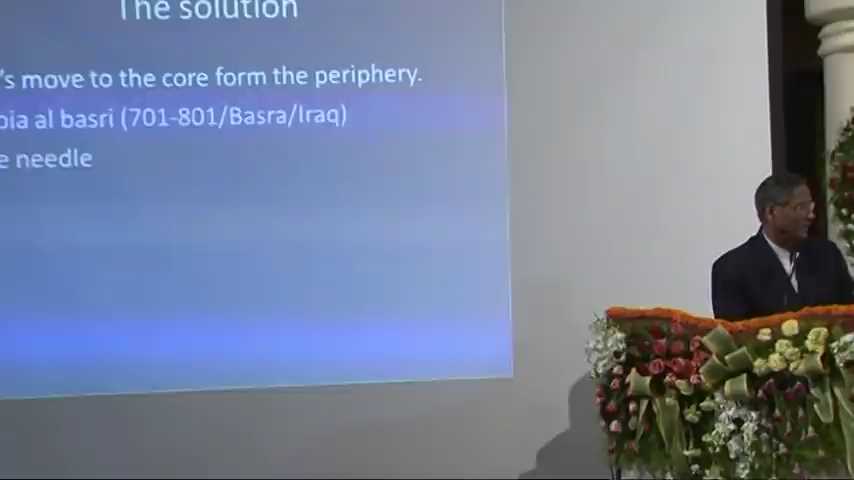 The solution
's move to the core form the periphery.
bia al basri (701-801/Basra/Iraq)
e needle